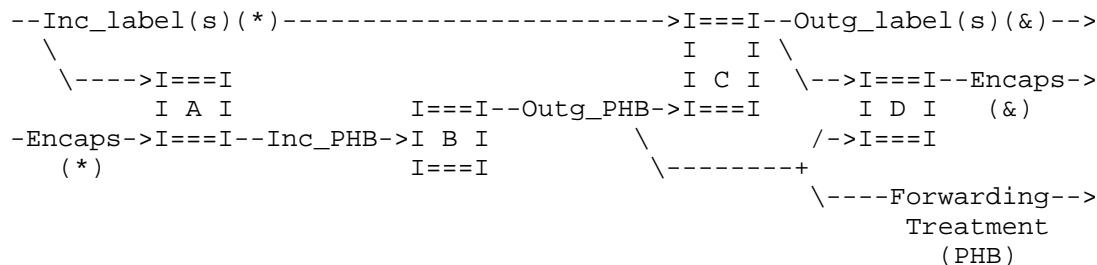 --Inc_label(s)(*)------------------------>I===I--Outg_label(s)(&)-->
  \                                       I   I \
   \---->I===I                            I C I  \-->I===I--Encaps->
         I A I           I===I--Outg_PHB->I===I      I D I   (&)
-Encaps->I===I--Inc_PHB->I B I          \         /->I===I
   (*)                   I===I           \--------+
                                                   \----Forwarding-->
                                                         Treatment
                                                           (PHB)